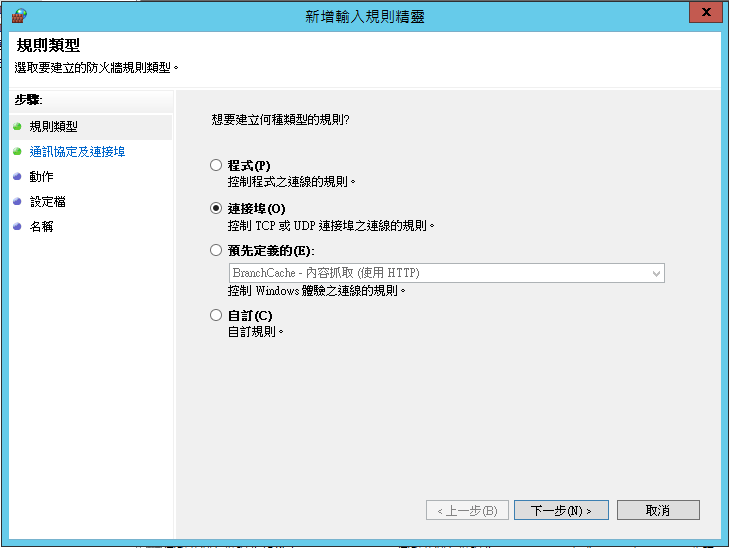 新增輸入規則精靈
x
規則類型
選取要建立的防火牆規則類型。
步驟:
規則類型
通訊協定及連接埠
動作
設定檔
名稱
想要建立何種類型的規則?
程式(P)
控制程式之連線的規則。
連接埠(O)
控制 TCP 或 UDP 連接埠之連線的規則。
預先定義的(E):
BranchCache - 內容抓取 (使用 HTTP)
控制 Windows 體驗之連線的規則。
自訂(C)
自訂規則。
< 上一步(B)
下一步(N) >
取消